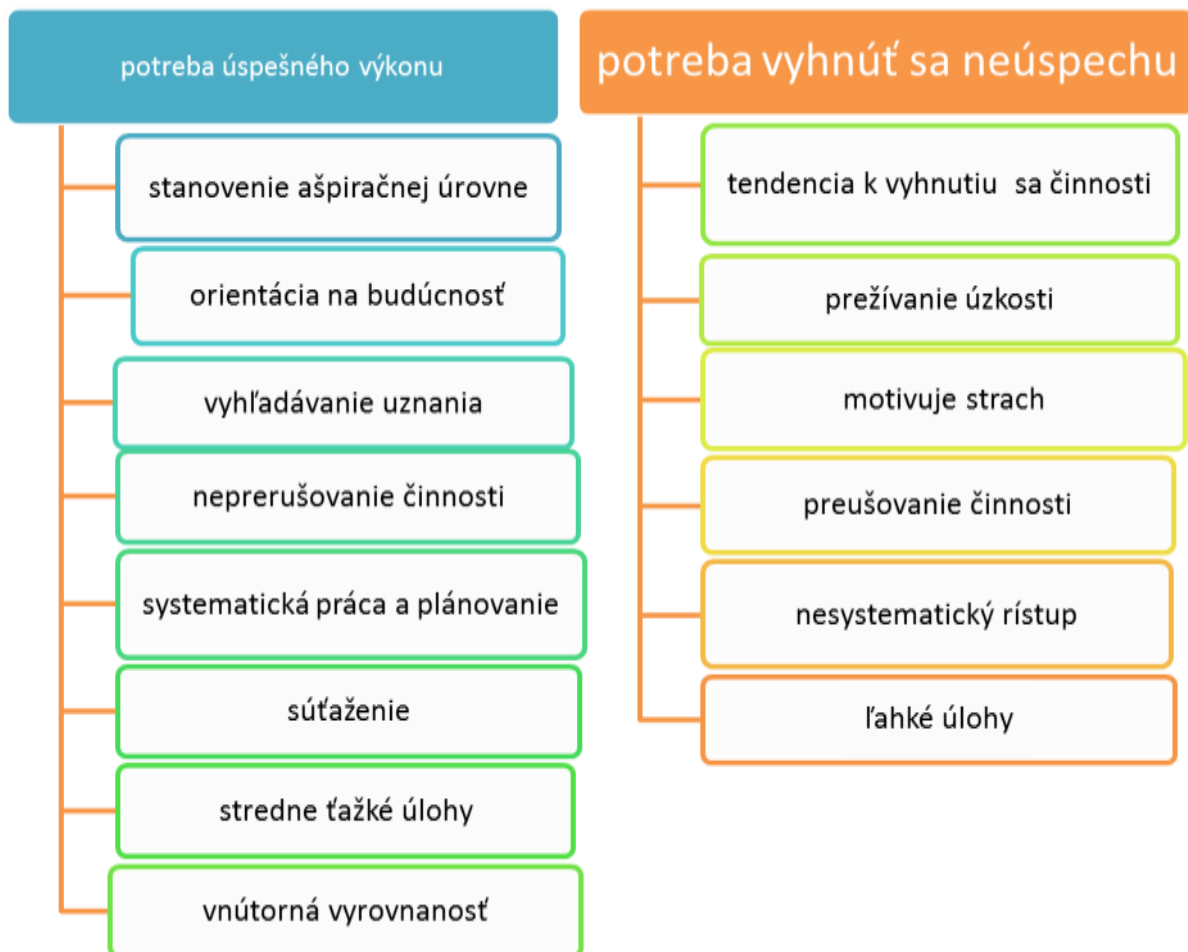 potreba úspešného výkonu
stanovenie ašpiračnej úrovne
orientácia na budúcnosť
vyhľadávanie uznania
neprerušovanie činnosti
systematická práca a plánovanie
súťaženie
stredne ťažké úlohy
vnútorná vyrovnanosť
potreba vyhnúť sa neúspechu
tendencia k vyhnutiu sa činnosti
prežívanie úzkosti
motivuje strach
preušovanie činnosti
nesystematický rístup
ľahké úlohy